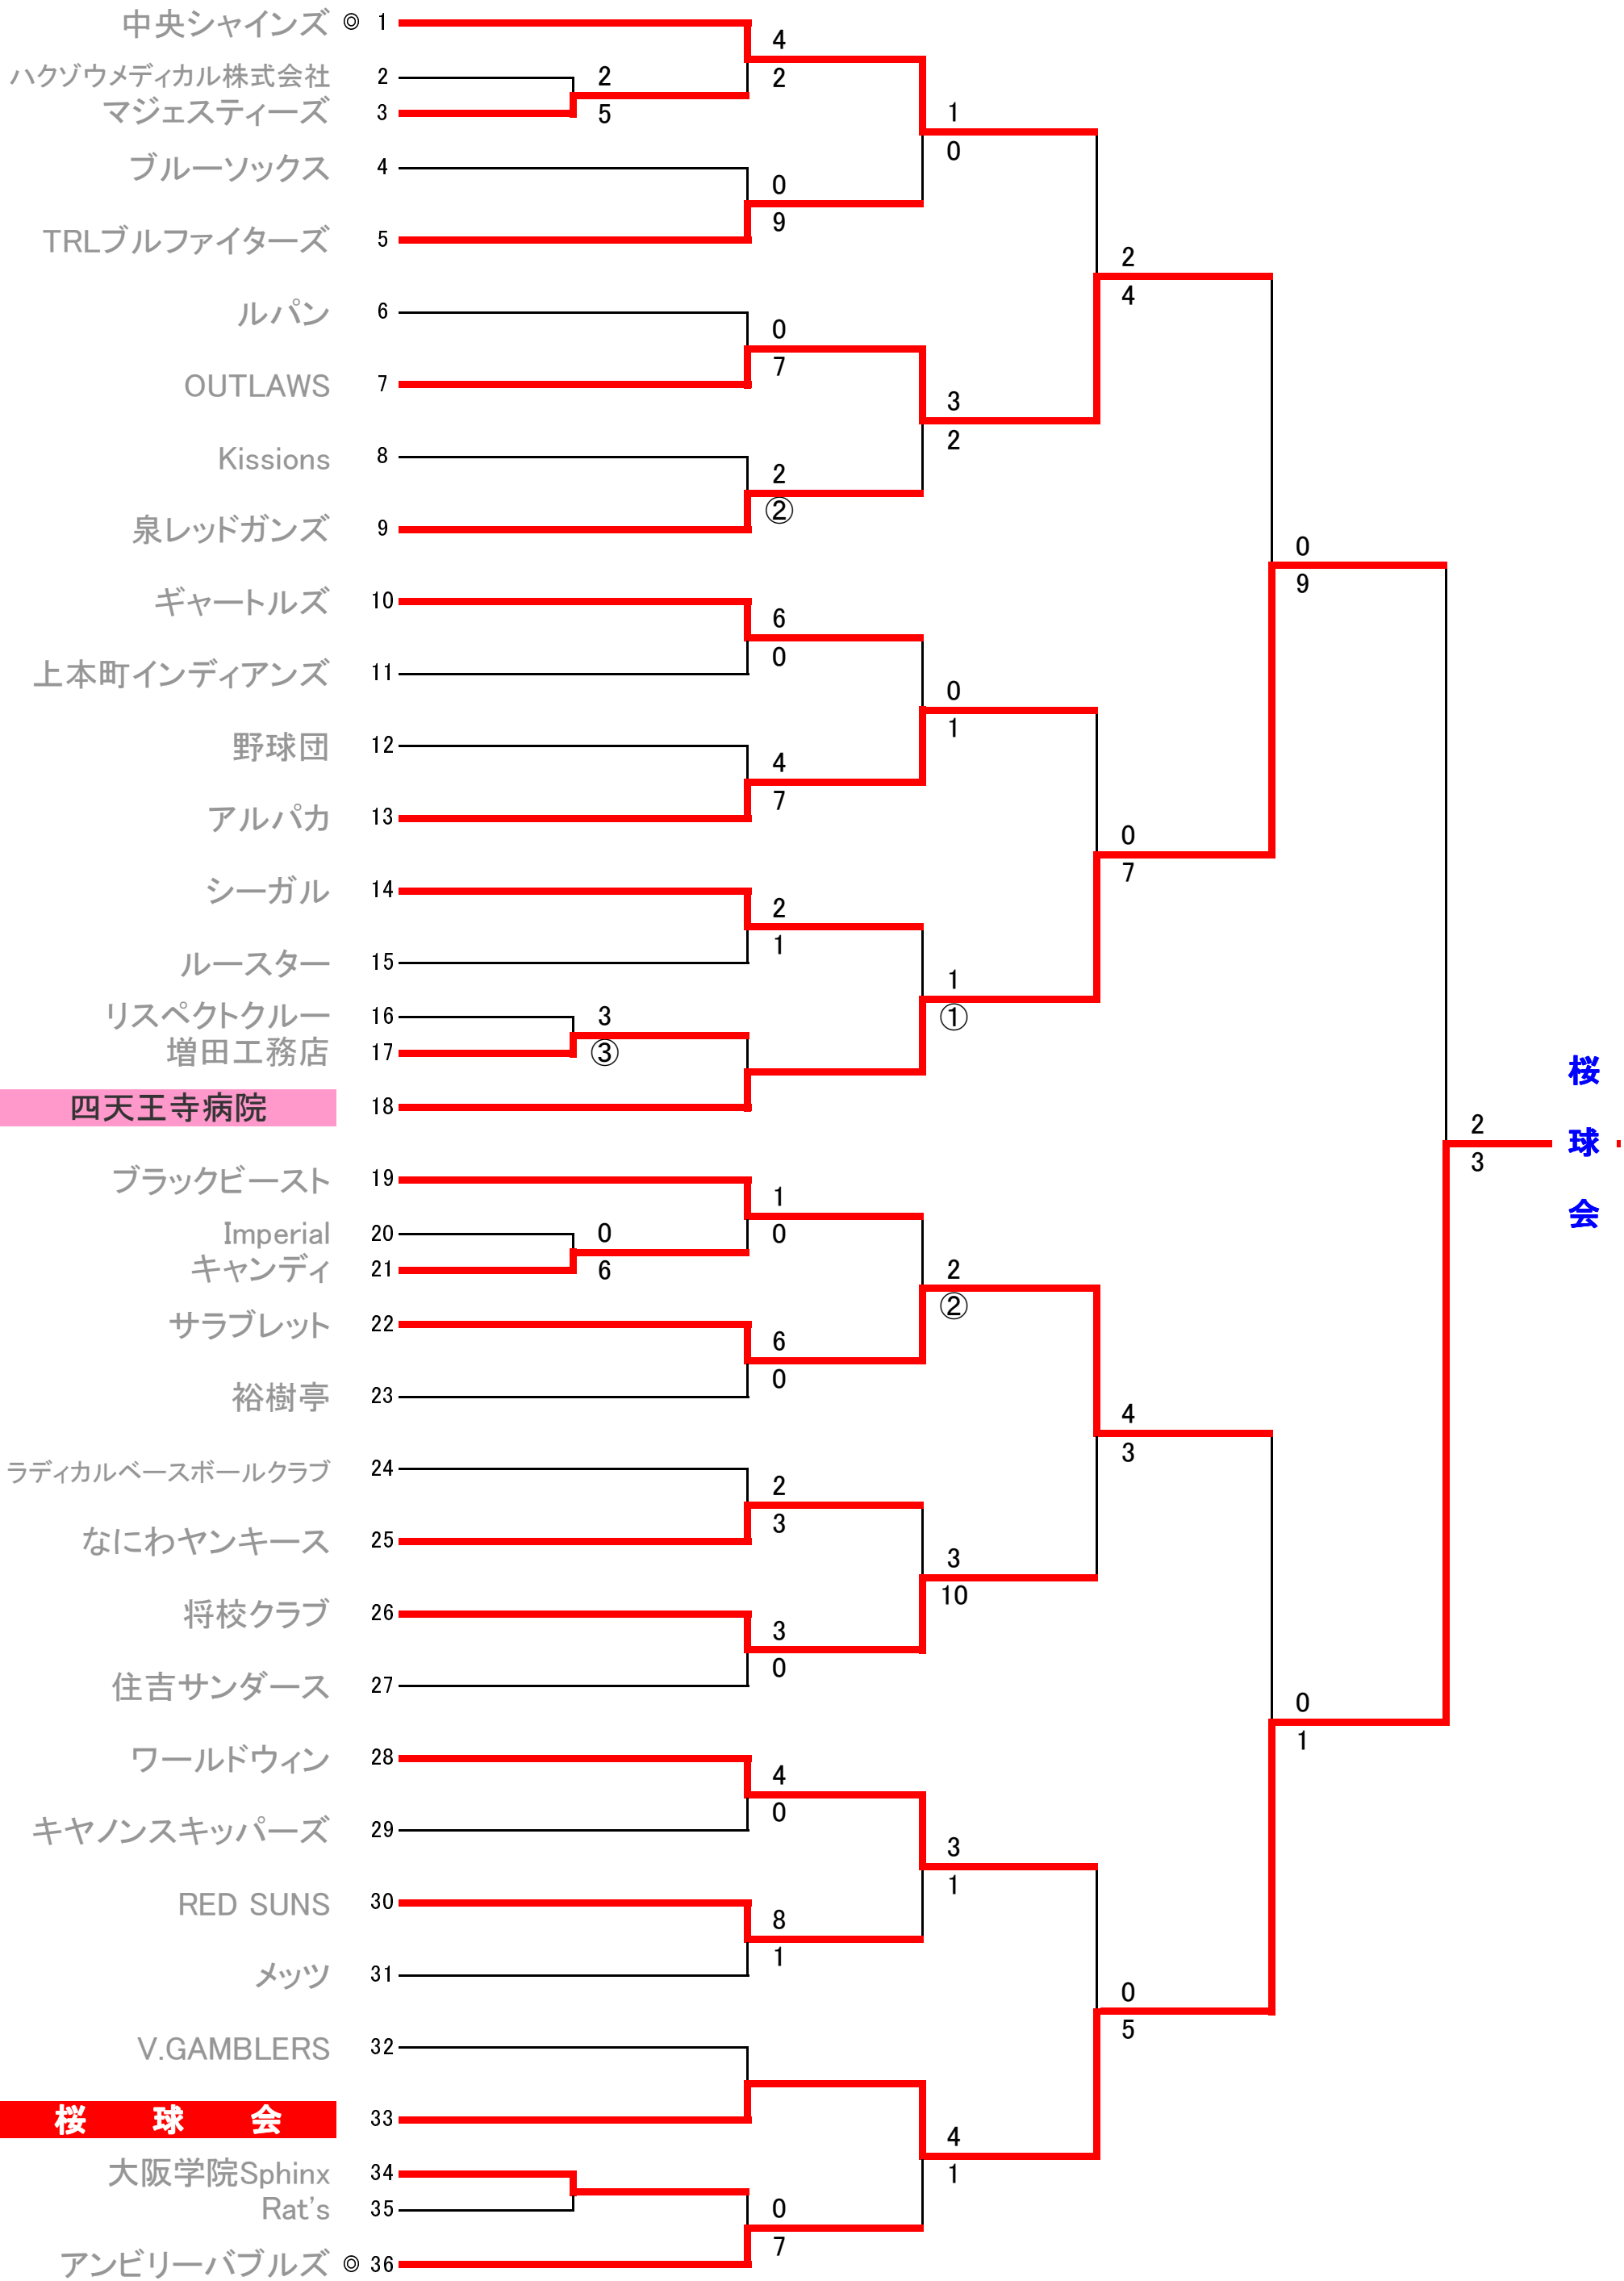 中央シャインズ ◎ 1
ハクゾウメディカル株式会社 2
マジェスティーズ 3
ブルーソックス 4
TRLブルファイターズ 5
ルパン 6
OUTLAWS 7
Kissions 8
泉レッドガンズ 9
ギャートルズ 10
上本町インディアンズ 11
野球団 12
アルパカ 13
シーガル 14
ルースター 15
リスペクトクルー 16
増田工務店 17
四天王寺病院 18
ブラックビースト 19
Imperial 20
キャンディ 21
サラブレット 22
裕樹亭 23
ラディカルベースボールクラブ 24
なにわヤンキース 25
将校クラブ 26
住吉サンダース 27
ワールドウィン 28
キヤノンスキッパーズ 29
RED SUNS 30
メッツ 31
V.GAMBLERS 32
桜球会 33
大阪学院Sphinx 34
Rat's 35
アンビリーバブルズ ◎ 36
2
5
3
③
0
6
4
2
0
9
0
7
2
②
6
0
4
7
2
1
1
0
6
0
2
3
3
0
4
0
8
1
0
7
1
0
3
2
0
1
1
①
2
②
3
10
3
1
4
1
2
4
0
7
4
3
0
5
0
9
0
1
2
3
桜球会